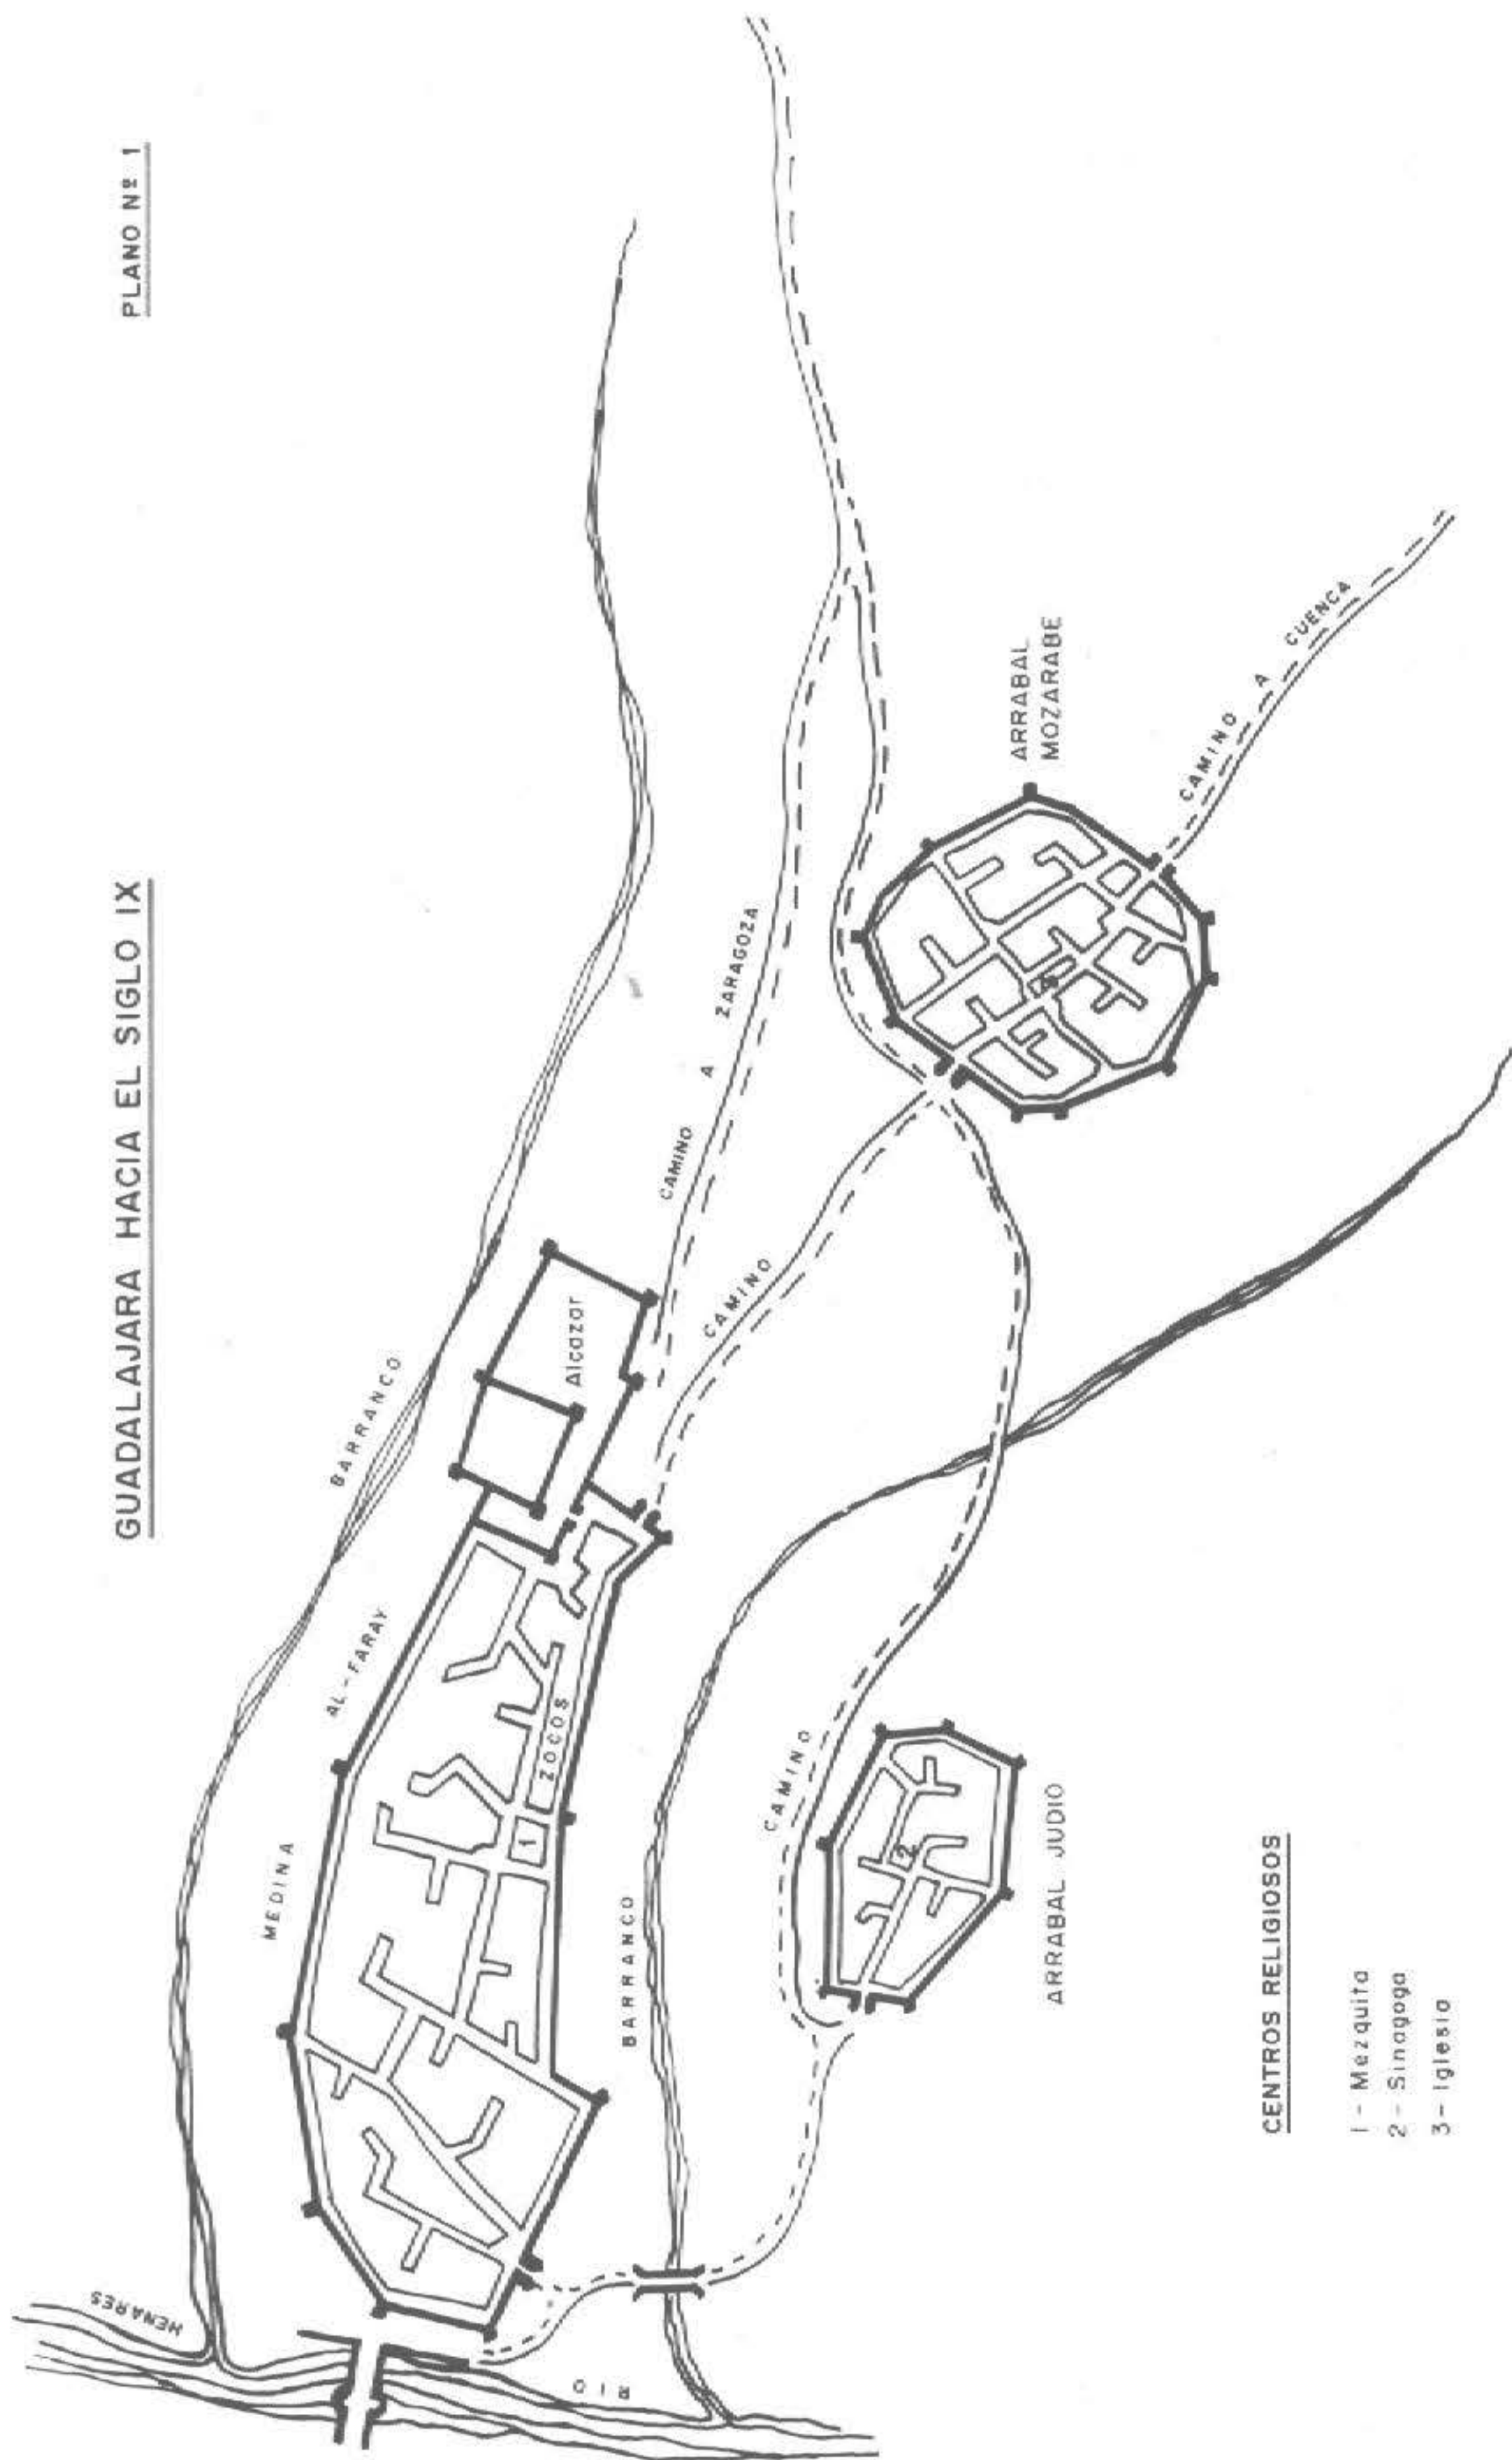 PLANO Nº 1
GUADALAJARA HACIA EL SIGLO IX
BARRANCO
MEDINA AL-FARAY
Alcazar
ZOCOS
1
CAMINO A ZARAGOZA
CAMINO
HENARES
RIO
BARRANCO
CAMINO
2
ARRABAL JUDIO
ARRABAL
MOZARABE
CAMINO A CUENCA
CENTROS RELIGIOSOS
1 - Mezquita
2 - Sinagoga
3 - Iglesia